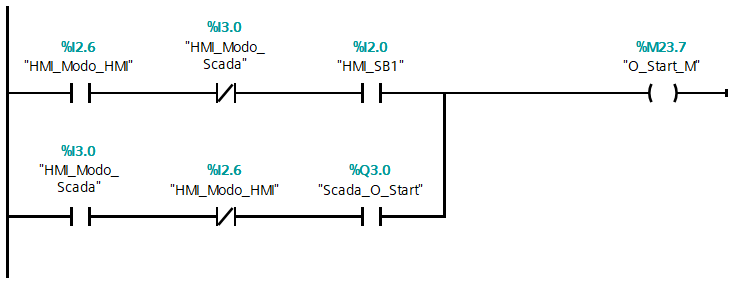 %I3.0
%I2.6
"HMI_Modo_
%I2.0
%M23.7
"HMI_Modo_HMI"
Scada"
"HMI_SB1"
"O_Start_M"
%I3.0
"HMI_Modo_
%I2.6
%Q3.0
Scada"
"HMI_Modo_HMI"
"Scada_O_Start"